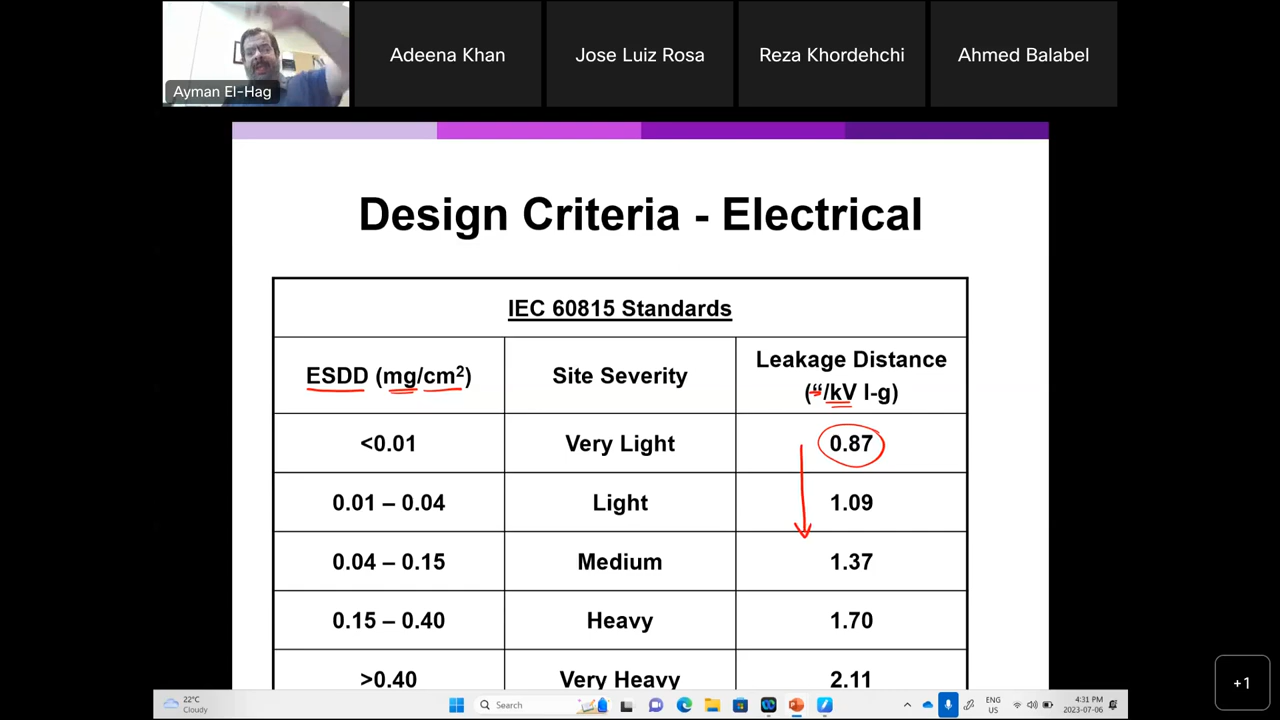 Ayman El-Hag
Adeena Khan
Jose Luiz Rosa
Reza Khordehchi
Ahmed Balabel
Design Criteria - Electrical
IEC 60815 Standards
ESDD (mg/cm²)
Site Severity
Leakage Distance
(“/kV l-g)
<0.01
Very Light
0.87
0.01 – 0.04
Light
1.09
0.04 – 0.15
Medium
1.37
0.15 – 0.40
Heavy
1.70
>0.40
Very Heavy
2.11
22°C
Cloudy
Search
ENG
US
4:31 PM
2023-07-06
+1